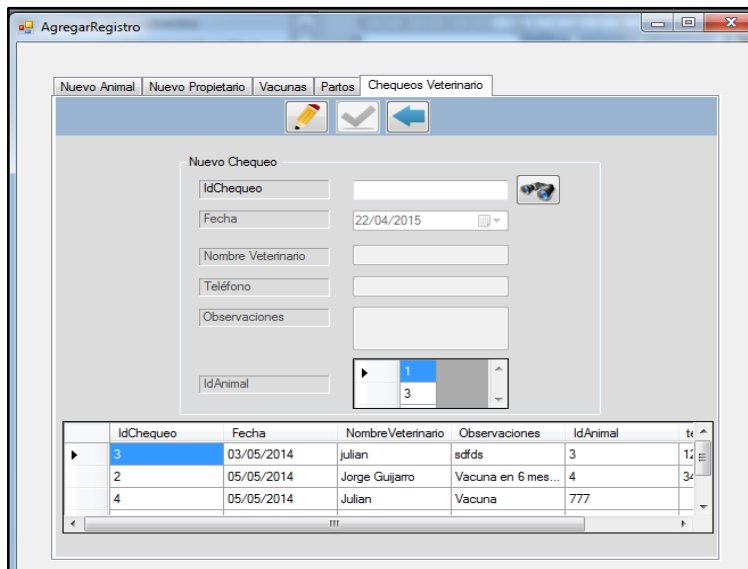 AgregarRegistro
Nuevo Animal Nuevo Propietario Vacunas Partos Chequeos Veterinario
Nuevo Chequeo
IdChequeo
Fecha 22/04/2015
Nombre Veterinario
Teléfono
Observaciones
IdAnimal 1
3
IdChequeo Fecha NombreVeterinario Observaciones IdAnimal
3 03/05/2014 julian sdfds 3
2 05/05/2014 Jorge Guijarro Vacuna en 6 mes... 4
4 05/05/2014 Julian Vacuna 777